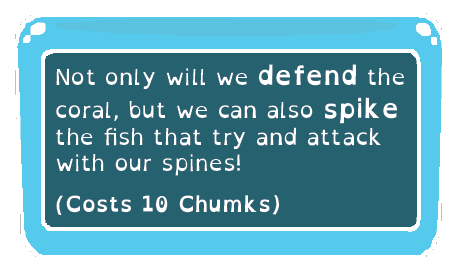 Not only will we defend the
coral, but we can also spike
the fish that try and attack
with our spines!
(Costs 10 Chumks)